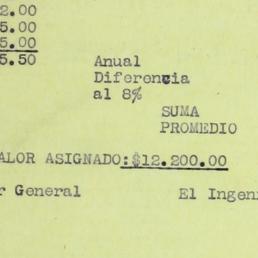 2.00
5.00
5.00
5.50 Anual
Diferencia
al 8%
SUMA
PROMEDIO
ALOR ASIGNADO:$12.200.00
r General El Ingeni